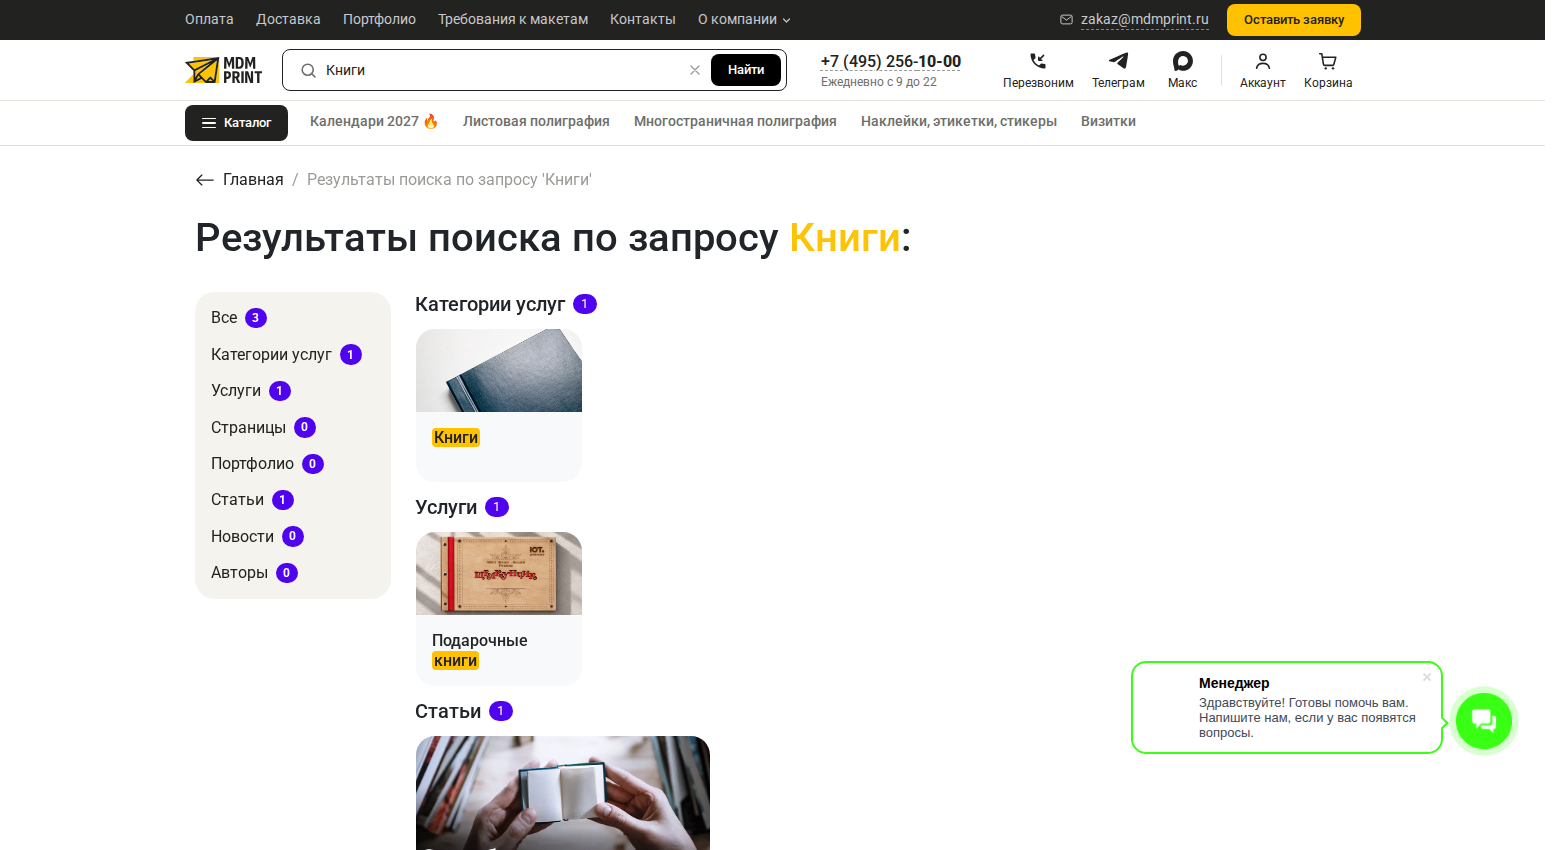 Оплата Доставка Портфолио Требования к макетам Контакты О компании zakaz@mdmprint.ru Оставить заявку
MDM PRINT Книги Найти +7 (495) 256-10-00 Ежедневно с 9 до 22 Перезвоним Телеграм Макс Аккаунт Корзина
Каталог Календари 2027 🔥 Листовая полиграфия Многостраничная полиграфия Наклейки, этикетки, стикеры Визитки
Главная / Результаты поиска по запросу 'Книги'
Результаты поиска по запросу Книги:
Все 3
Категории услуг 1
Услуги 1
Страницы 0
Портфолио 0
Статьи 1
Новости 0
Авторы 0
Категории услуг 1
Книги
Услуги 1
ЮТ.
Щелкунчик
Подарочные
книги
Статьи 1
Менеджер
Здравствуйте! Готовы помочь вам.
Напишите нам, если у вас появятся
вопросы.